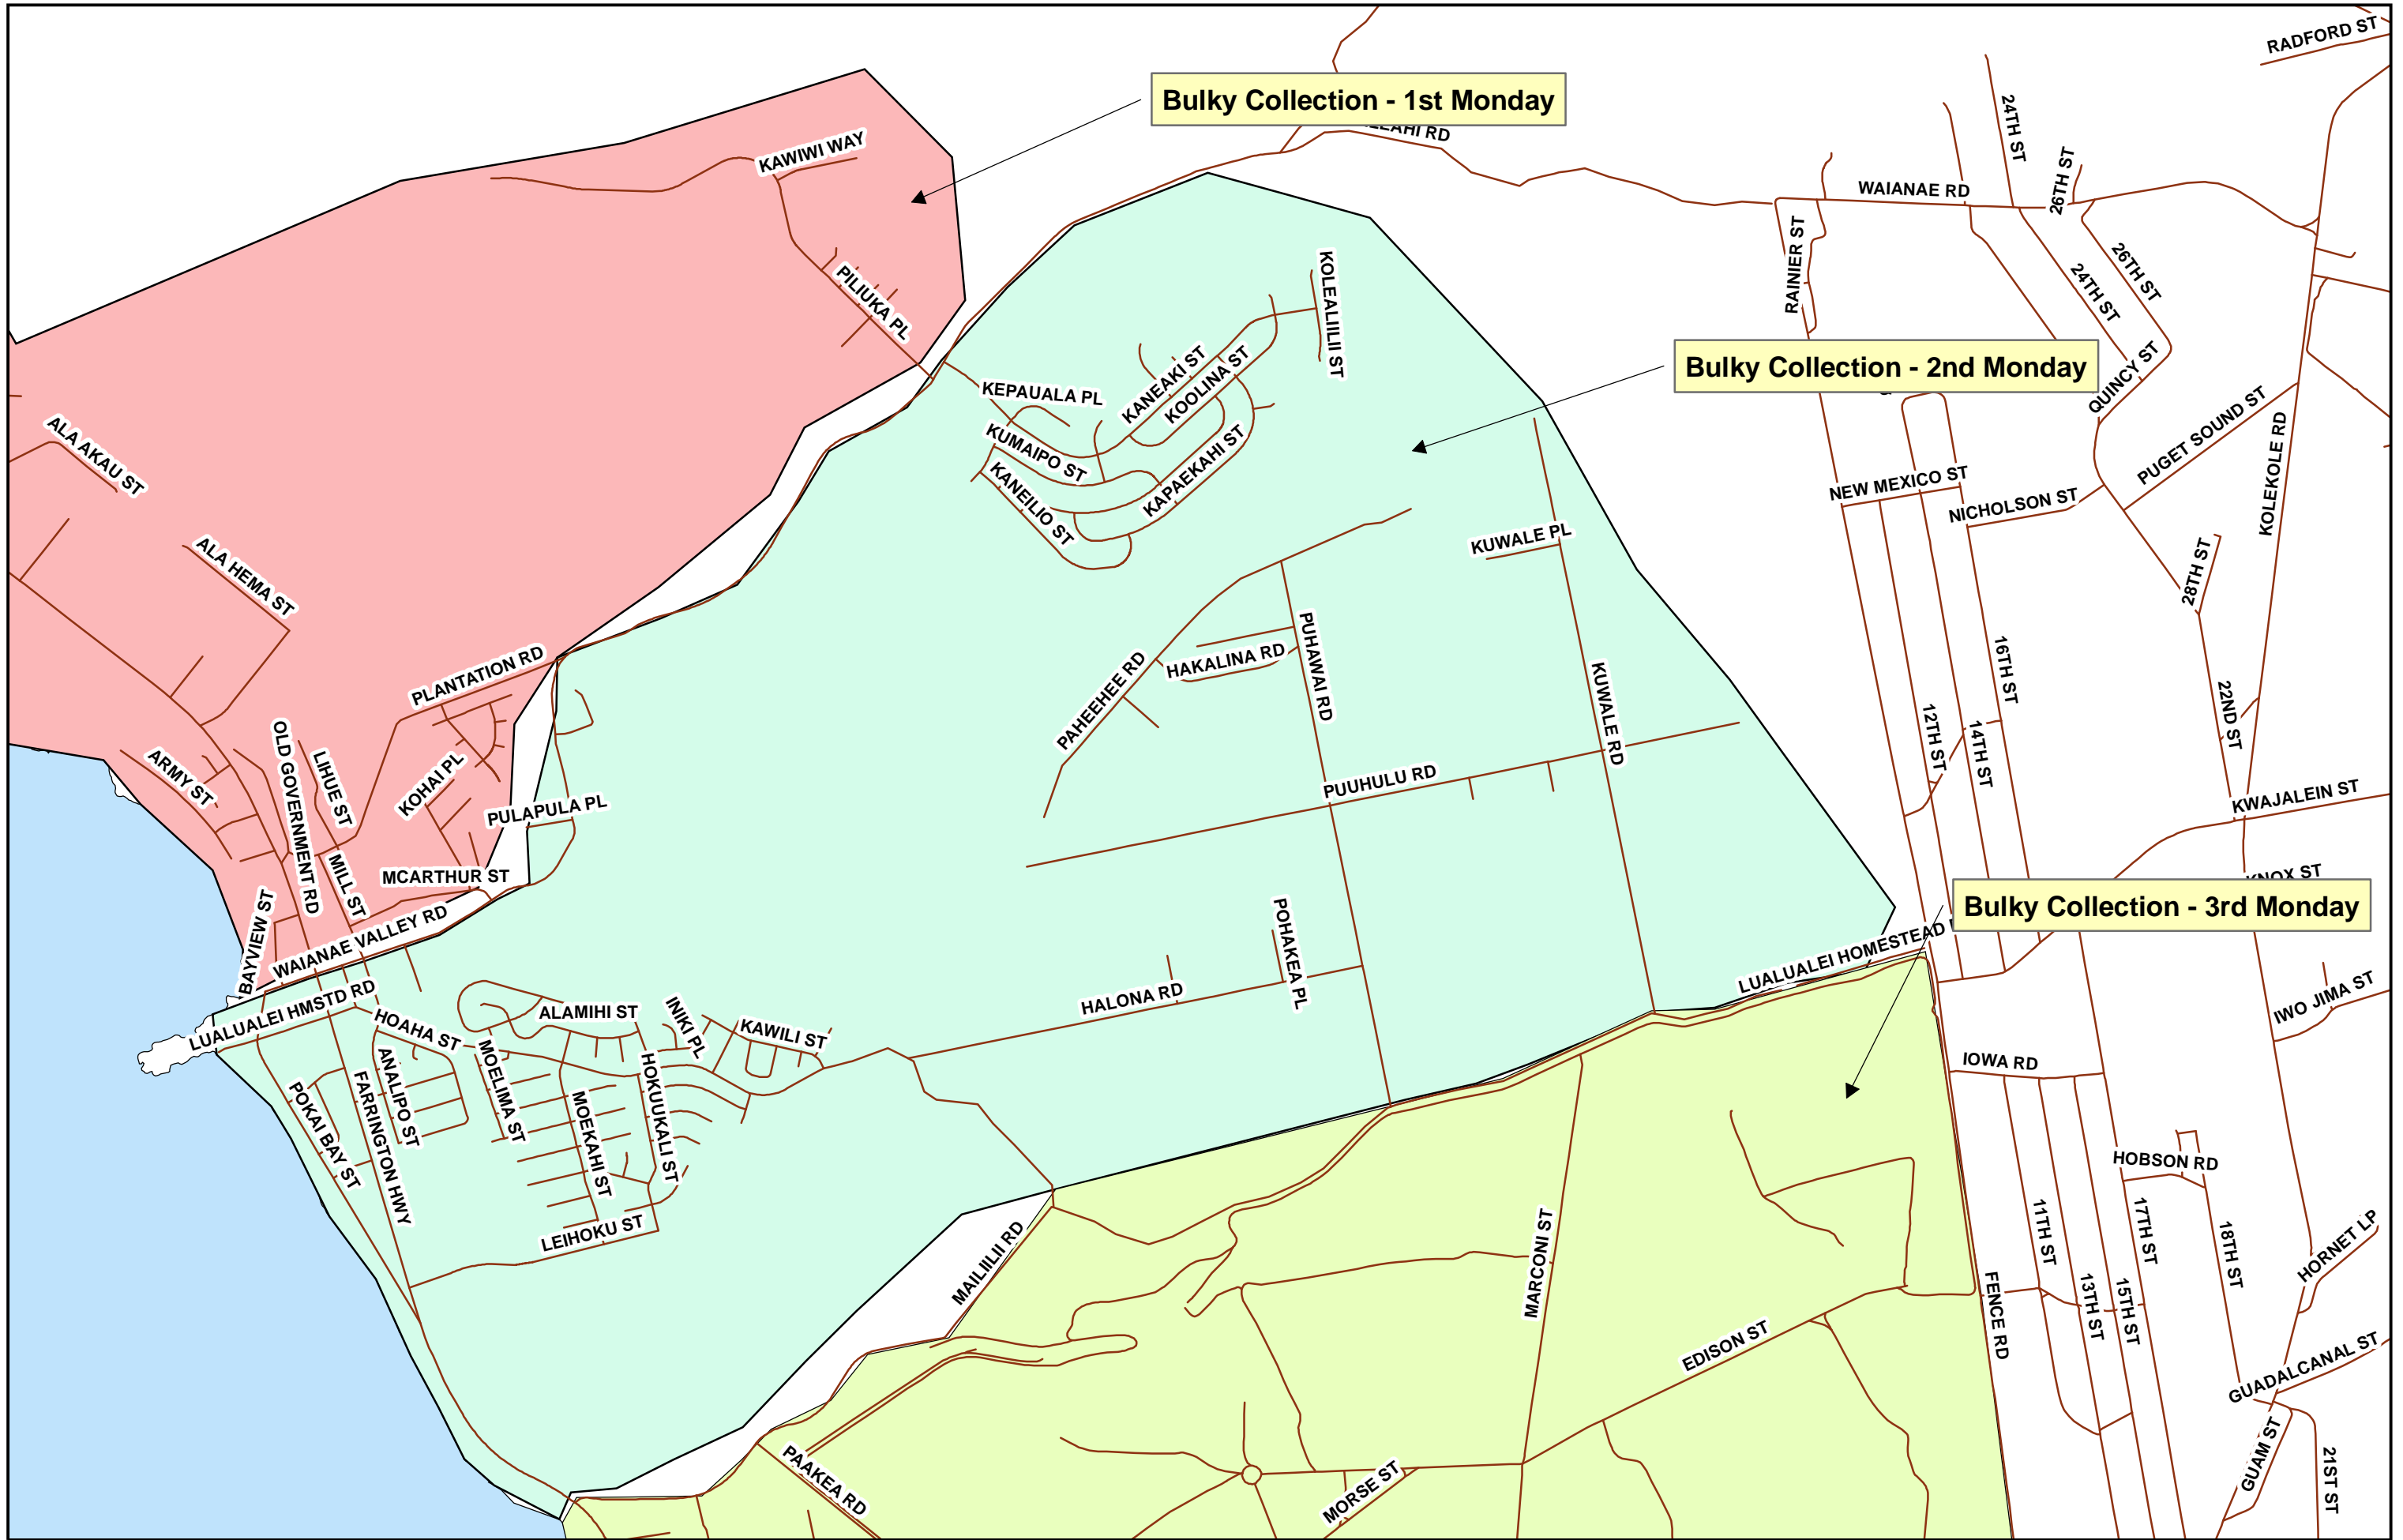 RADFORD ST
Bulky Collection - 1st Monday
24TH ST
KAWIWI WAY
26TH ST
WAIANAE RD
RAINIER ST
26TH ST
24TH ST
PILIUKA PL
KOLEALIILII ST
Bulky Collection - 2nd Monday
KANEAKI ST
KOOLINA ST
QUINCY ST
KEPAUALA PL
PUGET SOUND ST
KOLEKOLE RD
ALA AKAU ST
KUMAIPO ST
KAPAEKAHI ST
KANEILIO ST
NEW MEXICO ST
NICHOLSON ST
KUWALE PL
ALA HEMA ST
28TH ST
PUHAWAI RD
HAKALINA RD
PLANTATION RD
PAHEEHEE RD
KUWALE RD
16TH ST
22ND ST
12TH ST
14TH ST
OLD GOVERNMENT RD
LIHUE ST
ARMY ST
KOHAI PL
PUUHULU RD
PULAPULA PL
KWAJALEIN ST
MCARTHUR ST
MILL ST
KNOX ST
Bulky Collection - 3rd Monday
BAYVIEW ST
WAIANAE VALLEY RD
POHAKEA PL
LUALUALEI HOMESTEAD
LUALUALEI HMSTD RD
HALONA RD
IWO JIMA ST
HOAHA ST
ALAMIHI ST
INIKI PL
KAWILI ST
IOWA RD
ANALIPO ST
MOELIMA ST
HOKUUKALI ST
POKAI BAY ST
FARRINGTON HWY
MOEKAHI ST
HOBSON RD
LEIHOKU ST
MAILIILII RD
MARCONI ST
11TH ST
17TH ST
18TH ST
HORNET LP
FENCE RD
13TH ST
15TH ST
EDISON ST
GUADALCANAL ST
PAAKEA RD
MORSE ST
GUAM ST
21ST ST